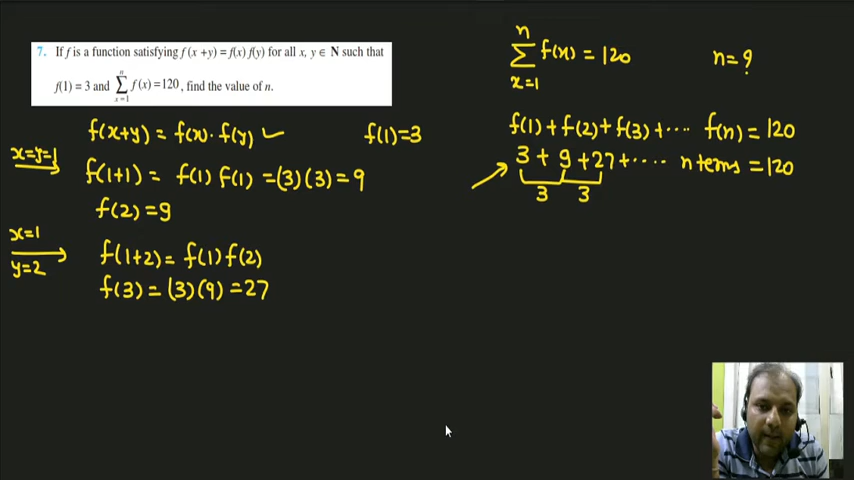 7. If f is a function satisfying f (x +y) = f(x) f(y) for all x, y ∈ N such that
f(1) = 3 and ∑ₓ₌₁ⁿ f (x) = 120 , find the value of n.
f(x+y) = f(x). f(y) ✓ f(1)=3
x=y=1 →
f(1+1) = f(1) f(1) = (3) (3) = 9
f(2) = 9
x=1
y=2 →
f(1+2) = f(1) f(2)
f(3) = (3) (9) = 27
n
∑ f(x) = 120 n = ?
x=1
f(1) + f(2) + f(3) + .... f(n) = 120
3 + 9 + 27 + .... n terms = 120
3 3